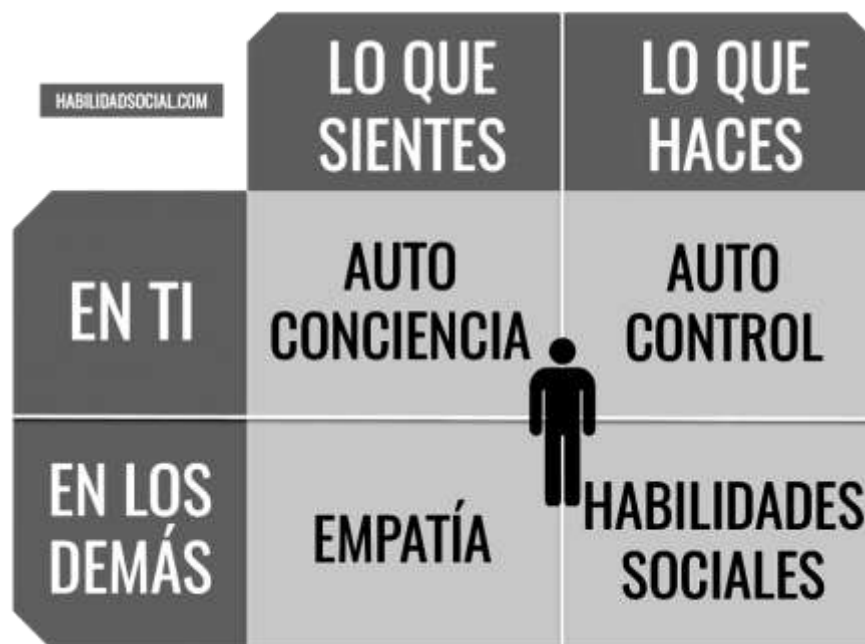 HABILIDADSOCIAL.COM
LO QUE
SIENTES
LO QUE
HACES
EN TI
AUTO
CONCIENCIA
AUTO
CONTROL
EN LOS
DEMÁS
EMPATÍA
HABILIDADES
SOCIALES